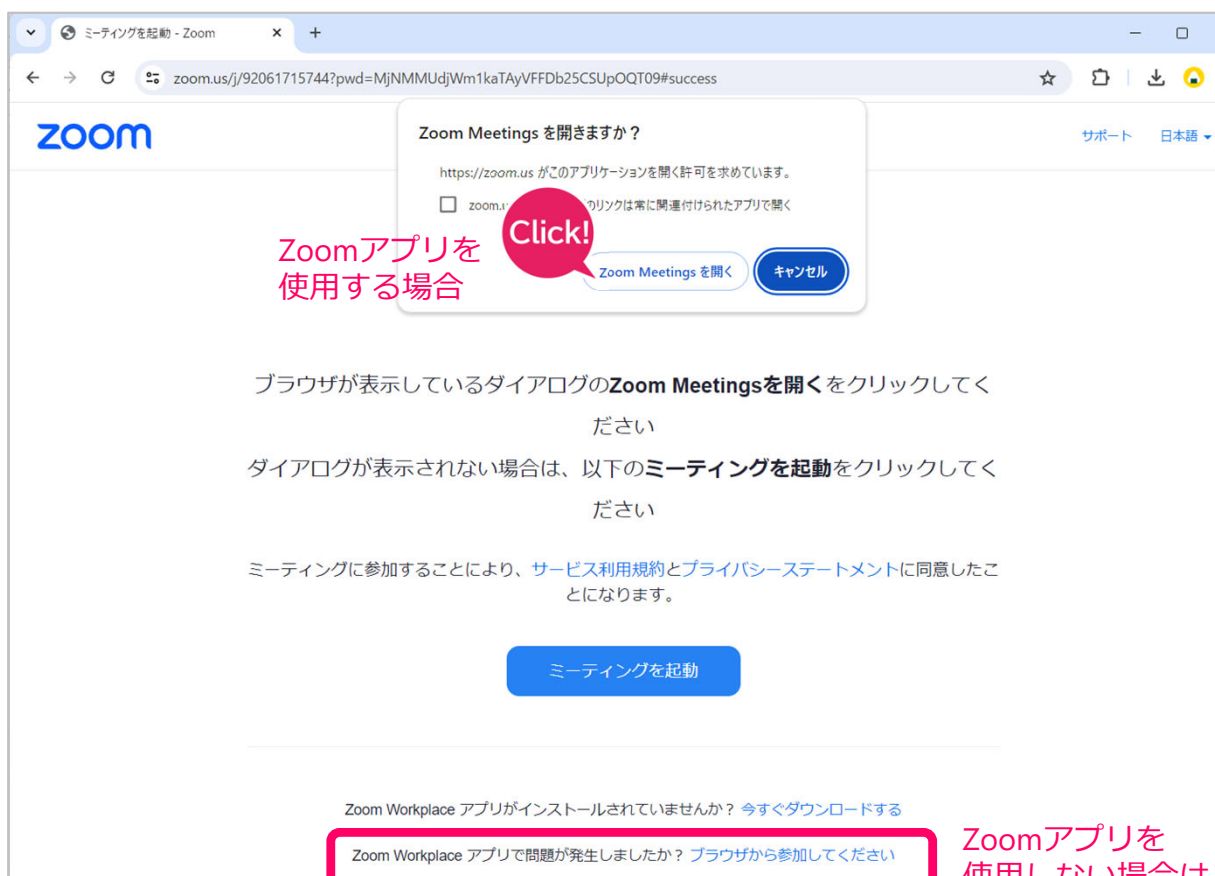 ミーティングを起動 - Zoom
zoom.us/j/92061715744?pwd=MjNMMUdjWm1kaTAyVFFDb25CSUpOQT09#success
zoom
サポート 日本語
Zoom Meetings を開きますか？
https://zoom.us がこのアプリケーションを開く許可を求めています。
zoom.u のリンクは常に関連付けられたアプリで開く
Click!
Zoomアプリを
使用する場合
Zoom Meetings を開く キャンセル
ブラウザが表示しているダイアログのZoom Meetingsを開くをクリックしてく
ださい
ダイアログが表示されない場合は、以下のミーティングを起動をクリックしてく
ださい
ミーティングに参加することにより、サービス利用規約とプライバシーステートメントに同意したこ
とになります。
ミーティングを起動
Zoom Workplace アプリがインストールされていませんか？ 今すぐダウンロードする
Zoom Workplace アプリで問題が発生しましたか？ ブラウザから参加してください
Zoomアプリを
使用しない場合は